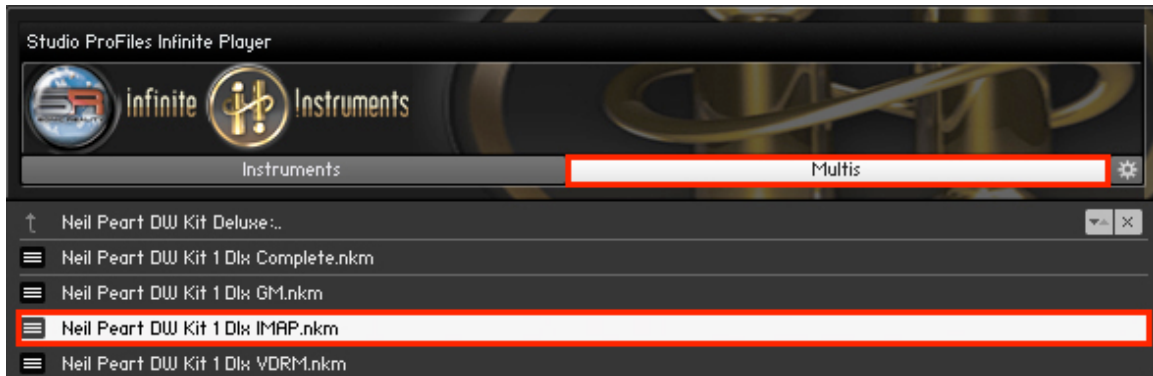 Studio ProFiles Infinite Player
SR infinite Instruments
Instruments
Multis
Neil Peart DW Kit Deluxe:..
Neil Peart DW Kit 1 Dlx Complete.nkm
Neil Peart DW Kit 1 Dlx GM.nkm
Neil Peart DW Kit 1 Dlx IMAP.nkm
Neil Peart DW Kit 1 Dlx VDRM.nkm